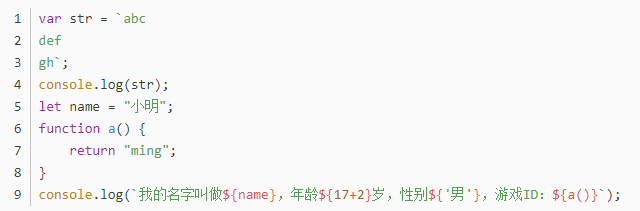 1 var str = `abc
2 def
3 gh`;
4 console.log(str);
5 let name = "小明";
6 function a() {
7     return "ming";
8 }
9 console.log(`我的名字叫做${name}，年龄${17+2}岁，性别${'男'}，游戏ID：${a()}`);